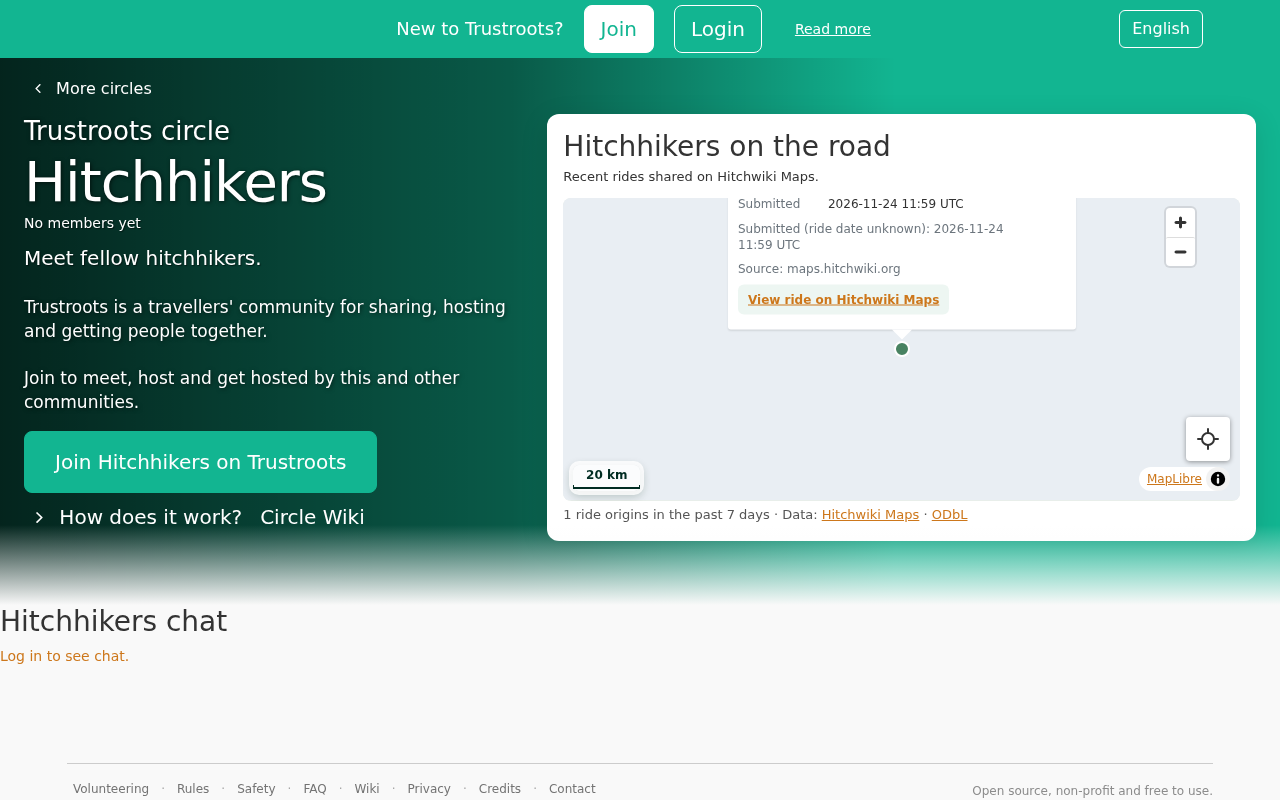 New to Trustroots?
Join
Login
Read more
English
More circles
Trustroots circle
Hitchhikers
No members yet
Meet fellow hitchhikers.
Trustroots is a travellers' community for sharing, hosting
and getting people together.
Join to meet, host and get hosted by this and other
communities.
Join Hitchhikers on Trustroots
How does it work?
Circle Wiki
Hitchhikers on the road
Recent rides shared on Hitchwiki Maps.
Submitted 2026-11-24 11:59 UTC
Submitted (ride date unknown): 2026-11-24
11:59 UTC
Source: maps.hitchwiki.org
View ride on Hitchwiki Maps
20 km
MapLibre
1 ride origins in the past 7 days · Data: Hitchwiki Maps · ODbL
Hitchhikers chat
Log in to see chat.
Volunteering · Rules · Safety · FAQ · Wiki · Privacy · Credits · Contact
Open source, non-profit and free to use.